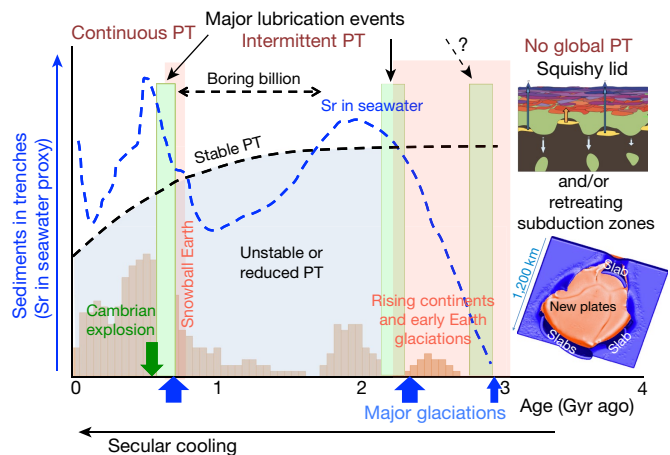 Major lubrication events
Continuous PT
Intermittent PT
?
No global PT
Squishy lid
Boring billion
Sr in seawater
Stable PT
Sediments in trenches
(Sr in seawater proxy)
and/or
retreating
subduction zones
Unstable or
reduced PT
Snowball Earth
Cambrian
explosion
Rising continents
and early Earth
glaciations
1,200 km
Slab
New plates
Slabs
Slab
0
1
2
3
4
Age (Gyr ago)
Major glaciations
Secular cooling